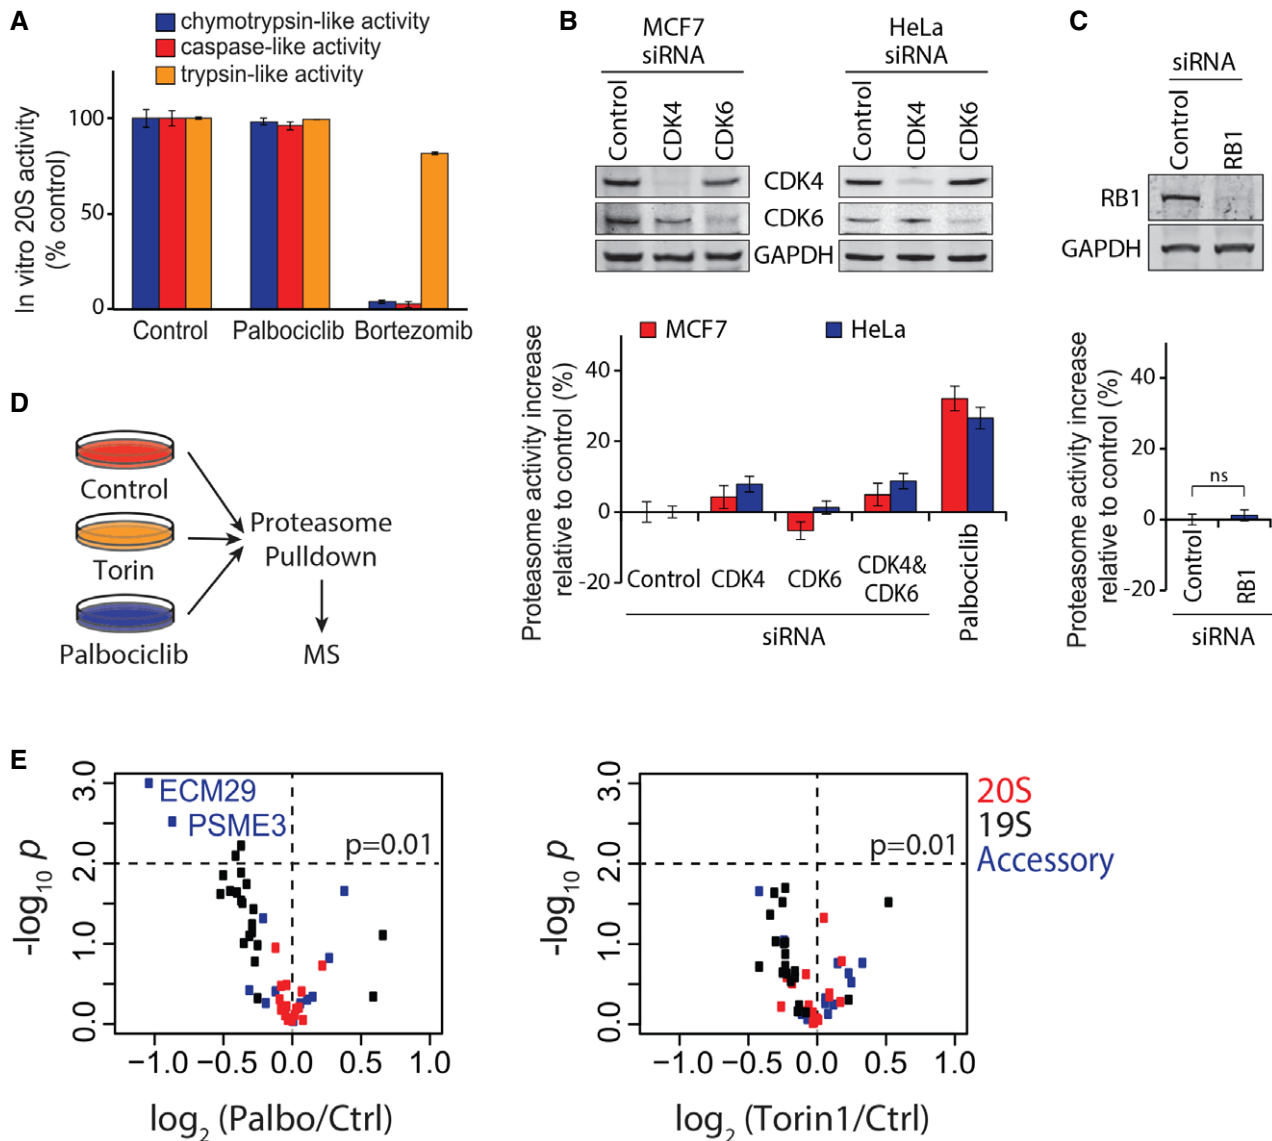 A
chymotrypsin-like activity
caspase-like activity
trypsin-like activity
In vitro 20S activity
(% control)
100
50
0
Control
Palbociclib
Bortezomib
B
MCF7
siRNA
HeLa
siRNA
Control
CDK4
CDK6
Control
CDK4
CDK6
CDK4
CDK6
GAPDH
MCF7
HeLa
Proteasome activity increase
relative to control (%)
40
20
0
-20
Control
CDK4
CDK6
CDK4&
CDK6
Palbociclib
siRNA
C
siRNA
Control
RB1
RB1
GAPDH
Proteasome activity increase
relative to control (%)
40
20
0
-20
ns
Control
RB1
siRNA
D
Control
Torin
Palbociclib
Proteasome
Pulldown
MS
E
-log10 p
3.0
2.0
1.0
0.0
ECM29
PSME3
p=0.01
−1.0
−0.5
0.0
0.5
1.0
log2 (Palbo/Ctrl)
-log10 p
3.0
2.0
1.0
0.0
p=0.01
−1.0
−0.5
0.0
0.5
1.0
log2 (Torin1/Ctrl)
20S
19S
Accessory